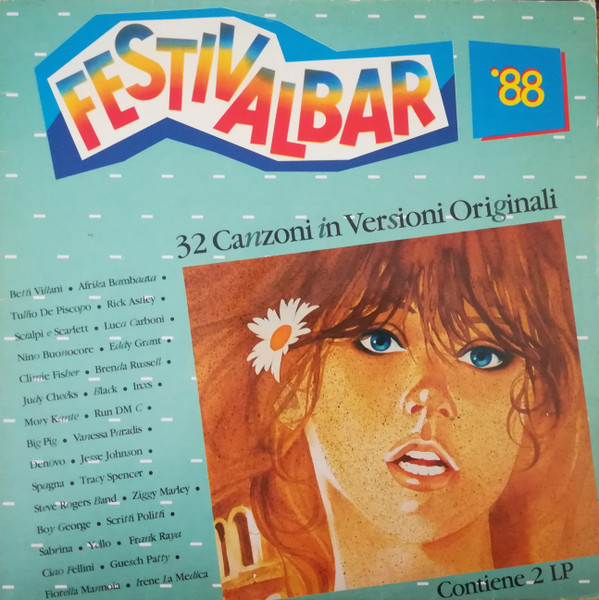 FESTIVALBAR
'88
32 Canzoni in Versioni Originali
Betti Villani • Afrika Bambaata •
Tullio De Piscopo • Rick Astley •
Scialpi e Scarlett • Luca Carboni •
Nino Buonocore • Eddy Grant •
Climie Fisher • Brenda Russell •
Judy Cheeks • Black • Inxs •
Mory Kante • Run DM C •
Big Pig • Vanessa Paradis •
Denovo • Jesse Johnson •
Spagna • Tracy Spencer •
Steve Rogers Band • Ziggy Marley •
Boy George • Scritti Politti •
Sabrina • Yello • Frank Raya
Ciao Fellini • Guesch Patty •
Fiorella Mannoia • Irene La Medica
Contiene 2 LP